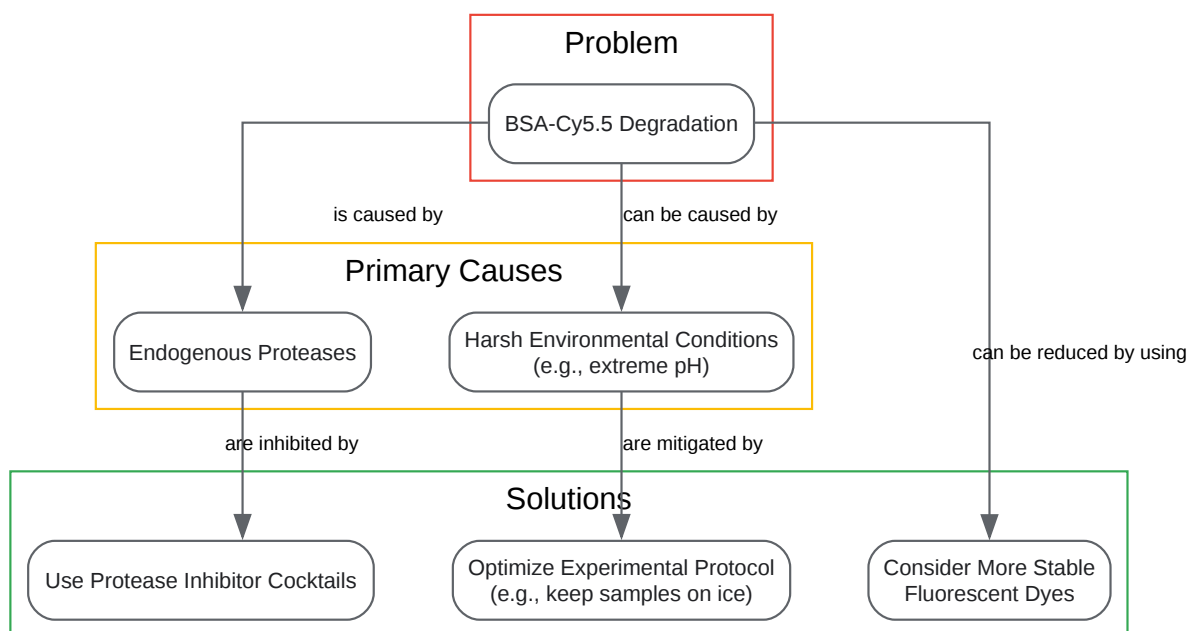 Problem
BSA-Cy5.5 Degradation
is caused by
can be caused by
Primary Causes
Endogenous Proteases
Harsh Environmental Conditions
(e.g., extreme pH)
can be reduced by using
are inhibited by
are mitigated by
Solutions
Use Protease Inhibitor Cocktails
Optimize Experimental Protocol
(e.g., keep samples on ice)
Consider More Stable
Fluorescent Dyes